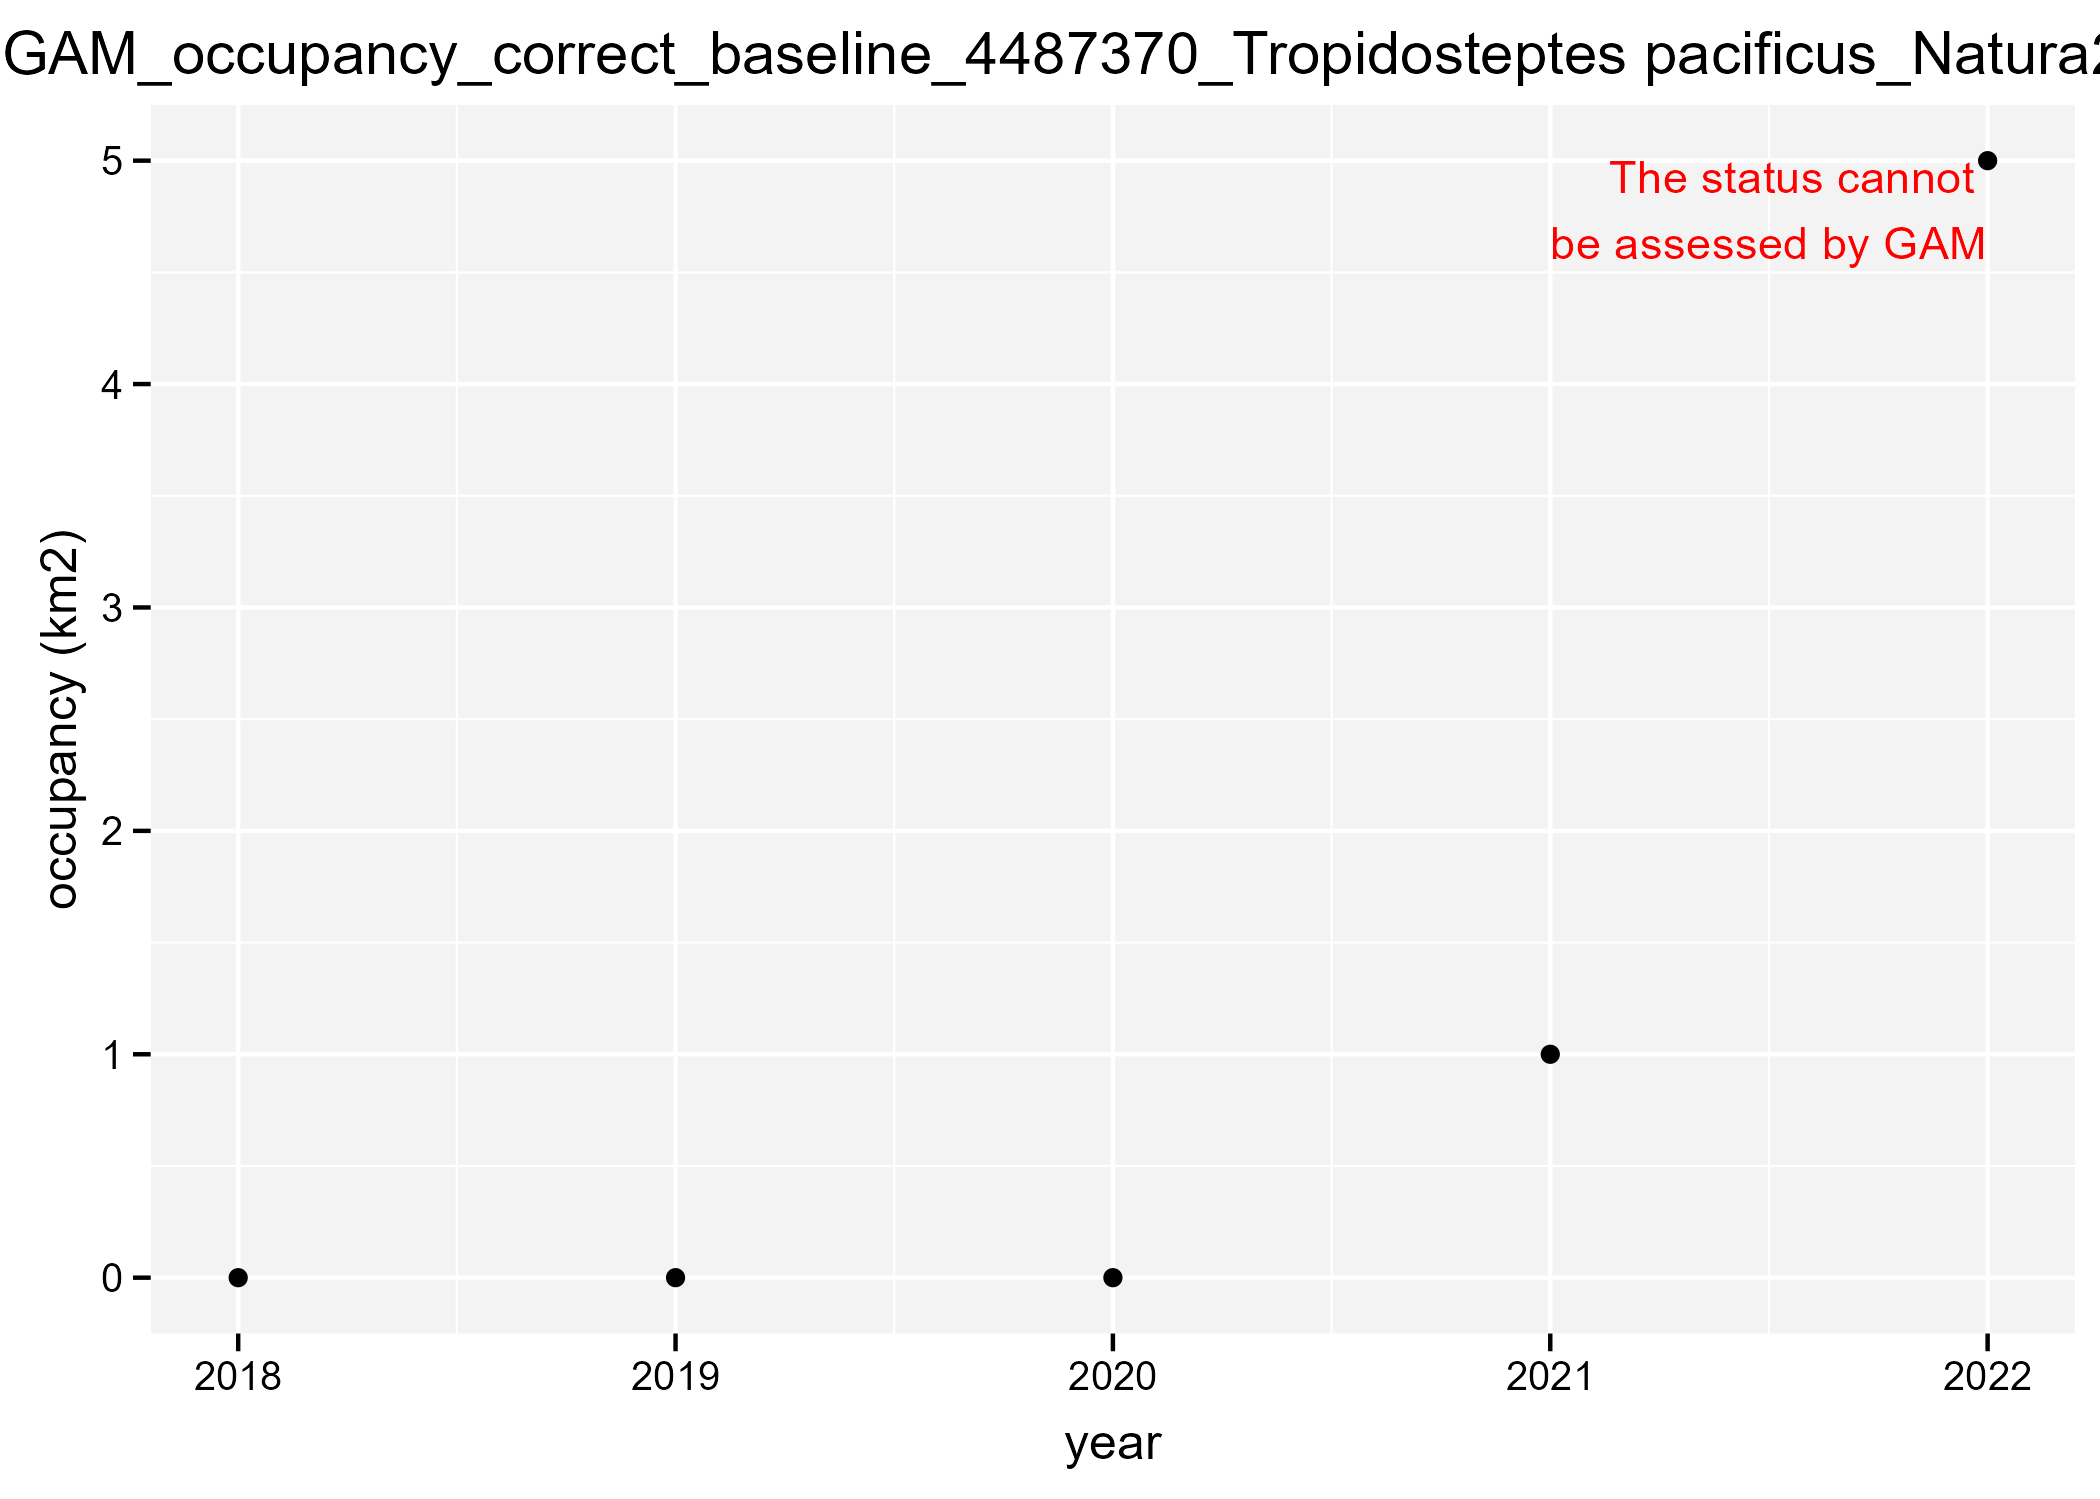 GAM_occupancy_correct_baseline_4487370_Tropidosteptes pacificus_Natura2
5
The status cannot
be assessed by GAM
4
3
2
1
0
occupancy (km2)
2018 2019 2020 2021 2022
year